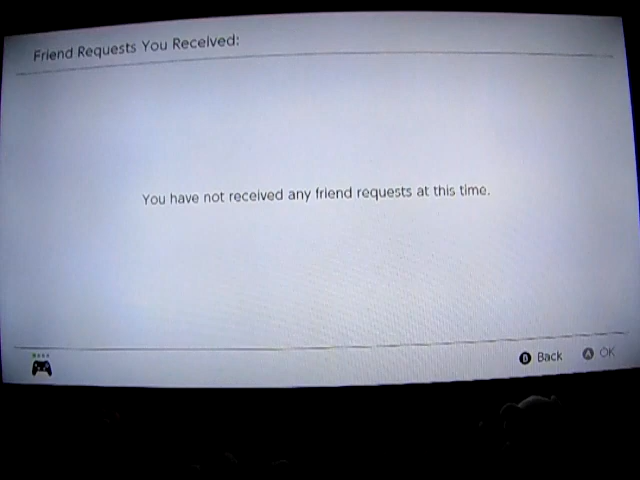 Friend Requests You Received:
You have not received any friend requests at this time.
B Back A OK